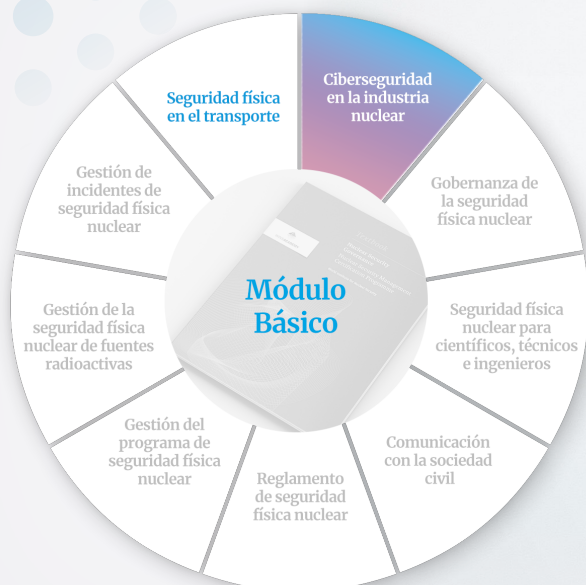 Ciberseguridad
en la industria
nuclear
Gobernanza de
la seguridad
física nuclear
Seguridad física
nuclear para
científicos, técnicos
e ingenieros
Comunicación
con la sociedad
civil
Reglamento
de seguridad
física nuclear
Gestión del
programa de
seguridad física
nuclear
Gestión de la
seguridad física
nuclear de fuentes
radioactivas
Gestión de
incidentes de
seguridad física
nuclear
Seguridad física
en el transporte
Módulo
Básico